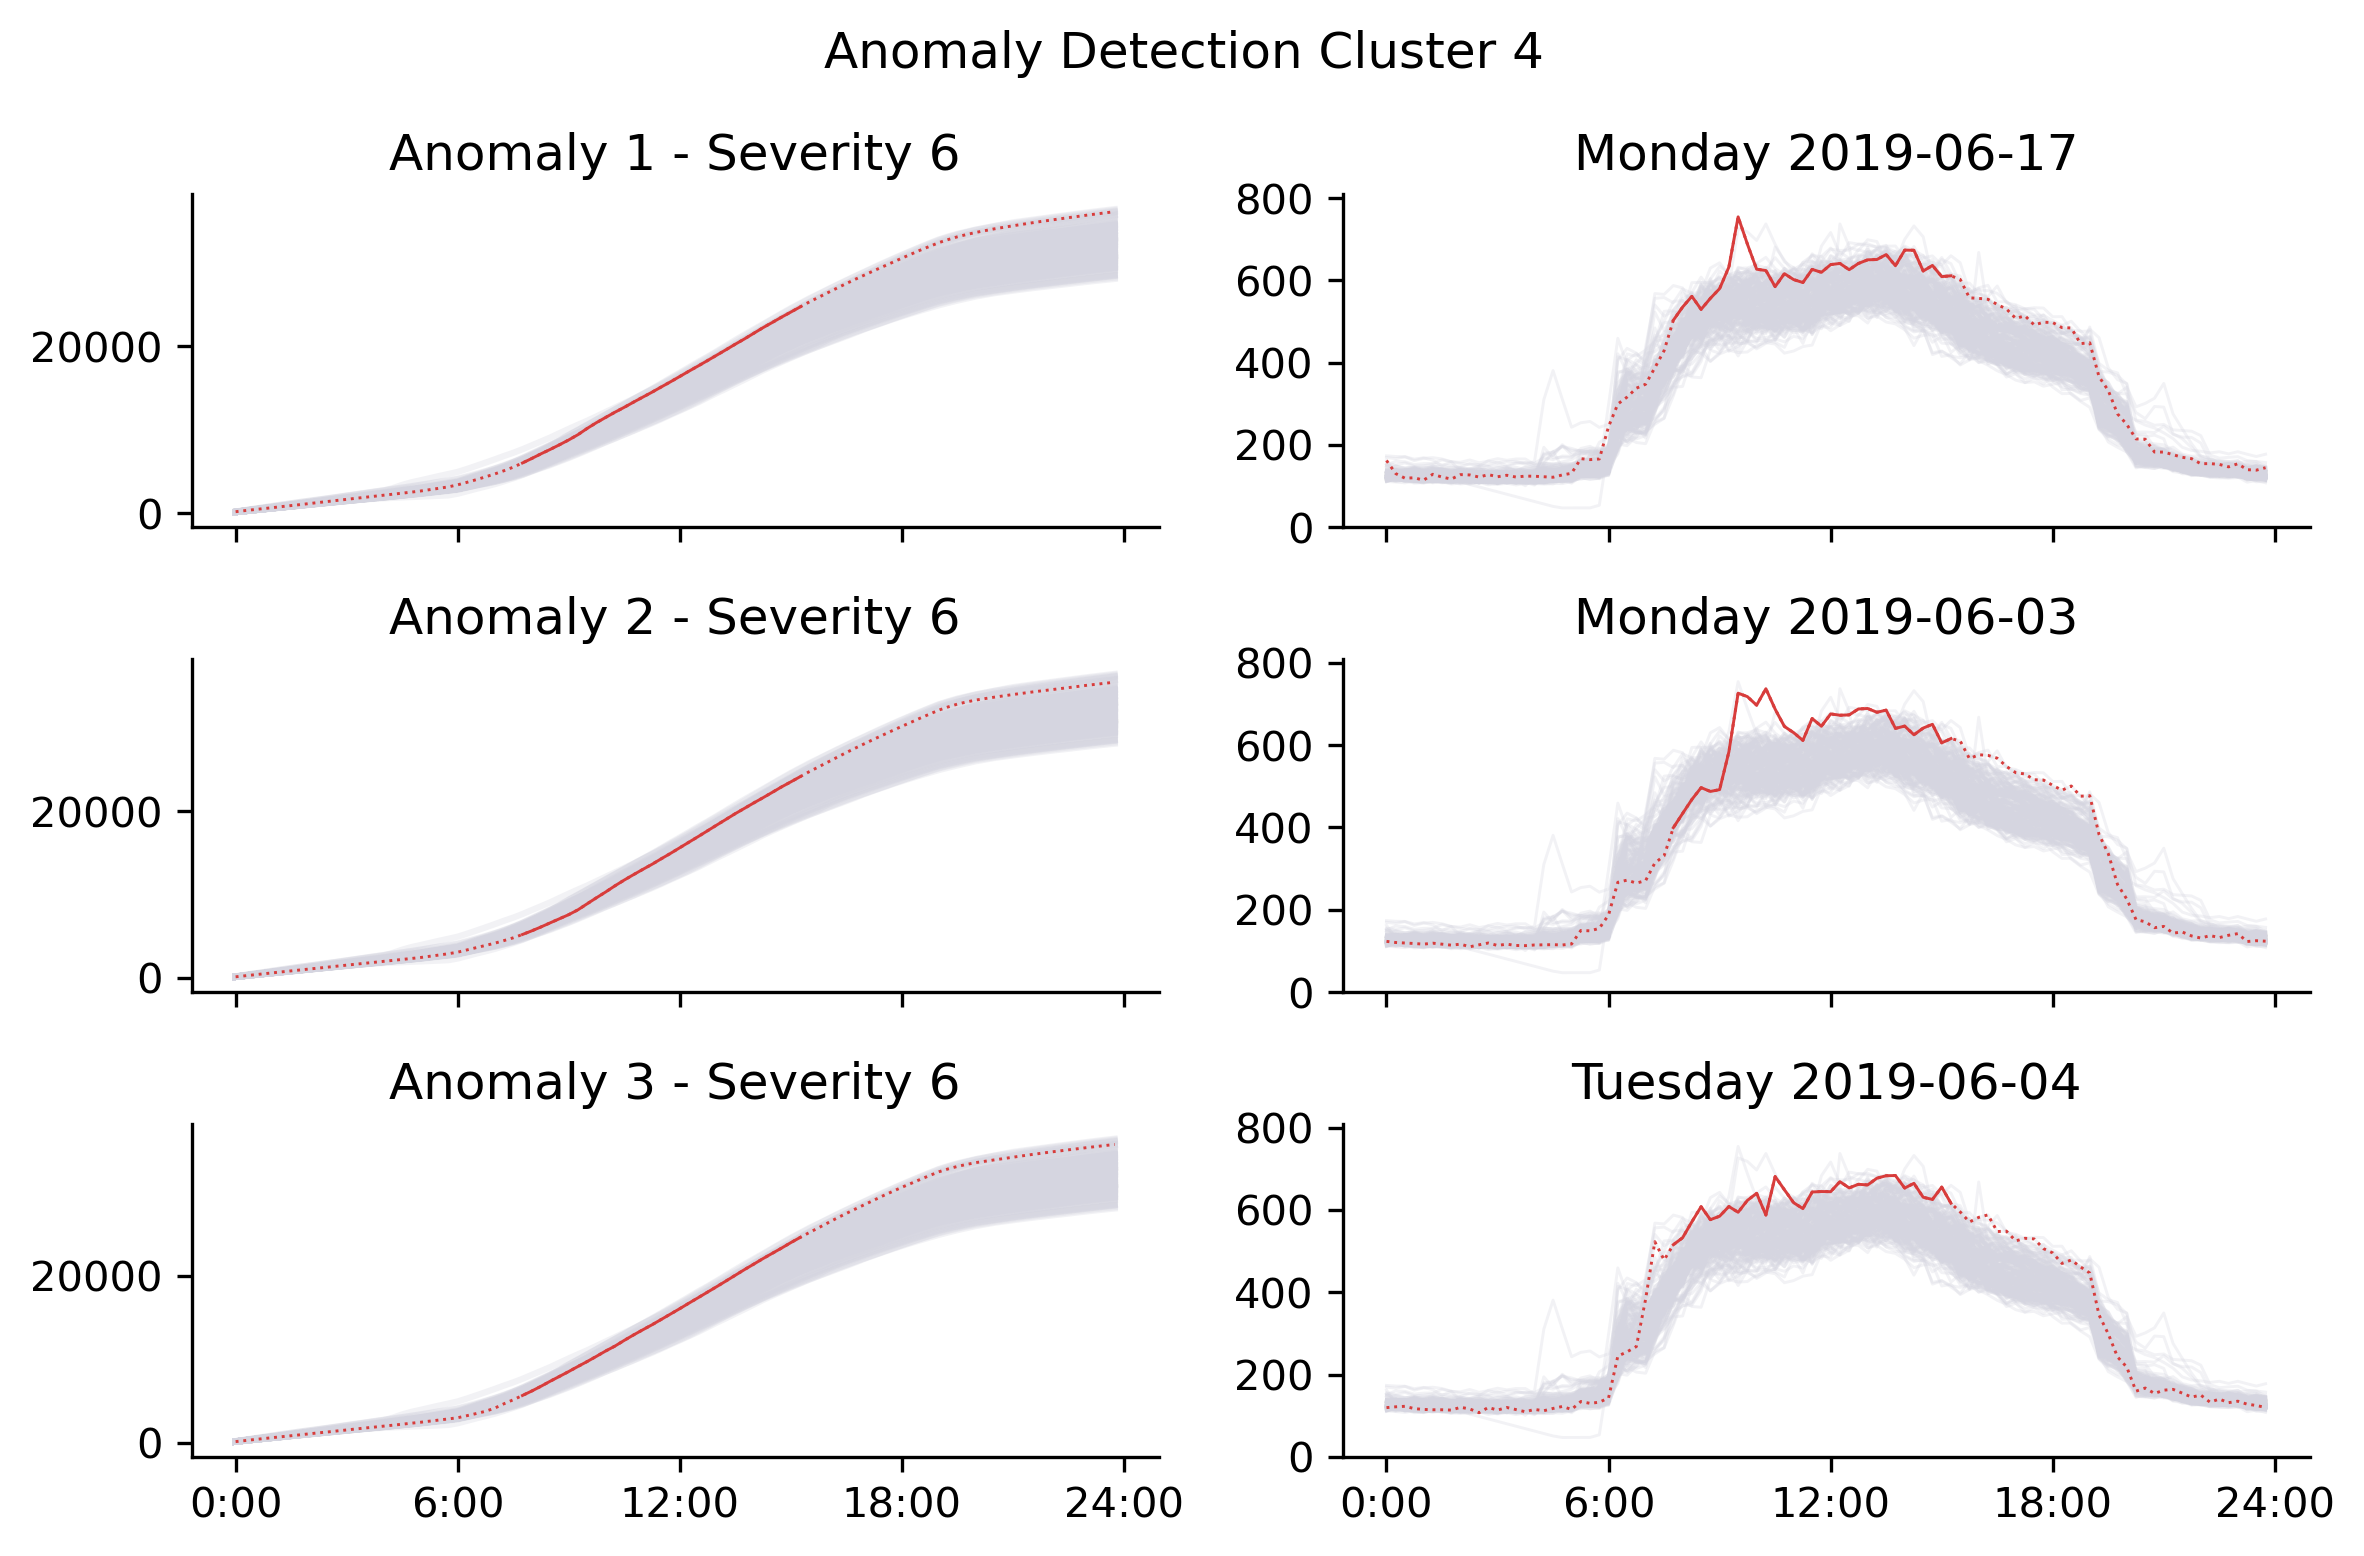 Anomaly Detection Cluster 4
Anomaly 1 - Severity 6
20000
0
Monday 2019-06-17
800
600
400
200
0
Anomaly 2 - Severity 6
20000
0
Monday 2019-06-03
800
600
400
200
0
Anomaly 3 - Severity 6
20000
0
0:00 6:00 12:00 18:00 24:00
Tuesday 2019-06-04
800
600
400
200
0
0:00 6:00 12:00 18:00 24:00